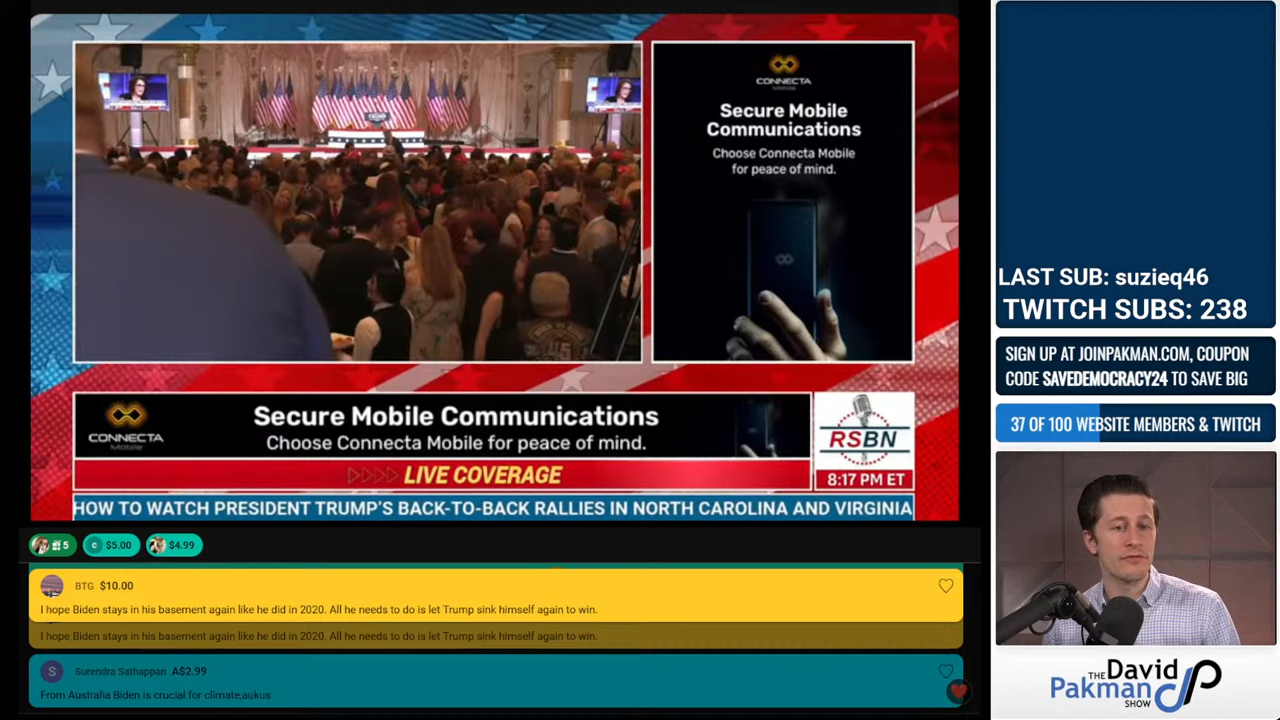 TRUMP
CONNECTA
Mobile
Secure Mobile
Communications
Choose Connecta Mobile
for peace of mind.
CONNECTA
Mobile
Secure Mobile Communications
Choose Connecta Mobile for peace of mind.
LIVE COVERAGE
RSBN
8:17 PM ET
HOW TO WATCH PRESIDENT TRUMP'S BACK-TO-BACK RALLIES IN NORTH CAROLINA AND VIRGINIA
5
c $5.00
$4.99
BTG $10.00
I hope Biden stays in his basement again like he did in 2020. All he needs to do is let Trump sink himself again to win.
I hope Biden stays in his basement again like he did in 2020. All he needs to do is let Trump sink himself again to win.
S Surendra Sathappan A$2.99
From Australia Biden is crucial for climate,aukus
LAST SUB: suzieq46
TWITCH SUBS: 238
SIGN UP AT JOINPAKMAN.COM, COUPON
CODE SAVEDEMOCRACY24 TO SAVE BIG
37 OF 100 WEBSITE MEMBERS & TWITCH
THE David
Pakman
SHOW